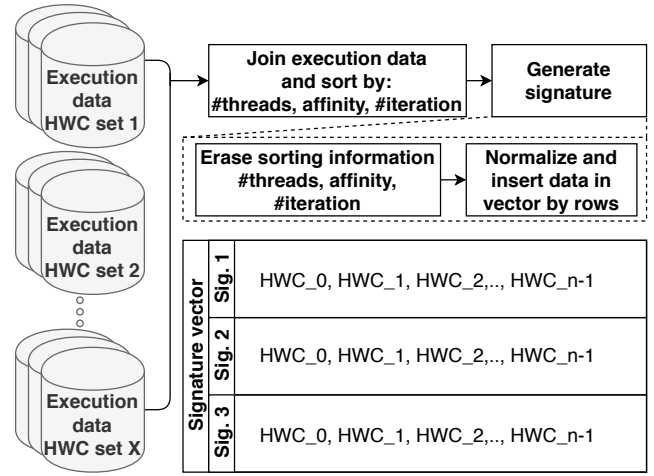 Execution
data
HWC set 1
Join execution data
and sort by:
#threads, affinity, #iteration
Generate
signature
Erase sorting information
#threads, affinity,
#iteration
Normalize and
insert data in
vector by rows
Execution
data
HWC set 2
Execution
data
HWC set X
Signature vector
Sig. 1
HWC_0, HWC_1, HWC_2,.., HWC_n-1
Sig. 2
HWC_0, HWC_1, HWC_2,.., HWC_n-1
Sig. 3
HWC_0, HWC_1, HWC_2,.., HWC_n-1